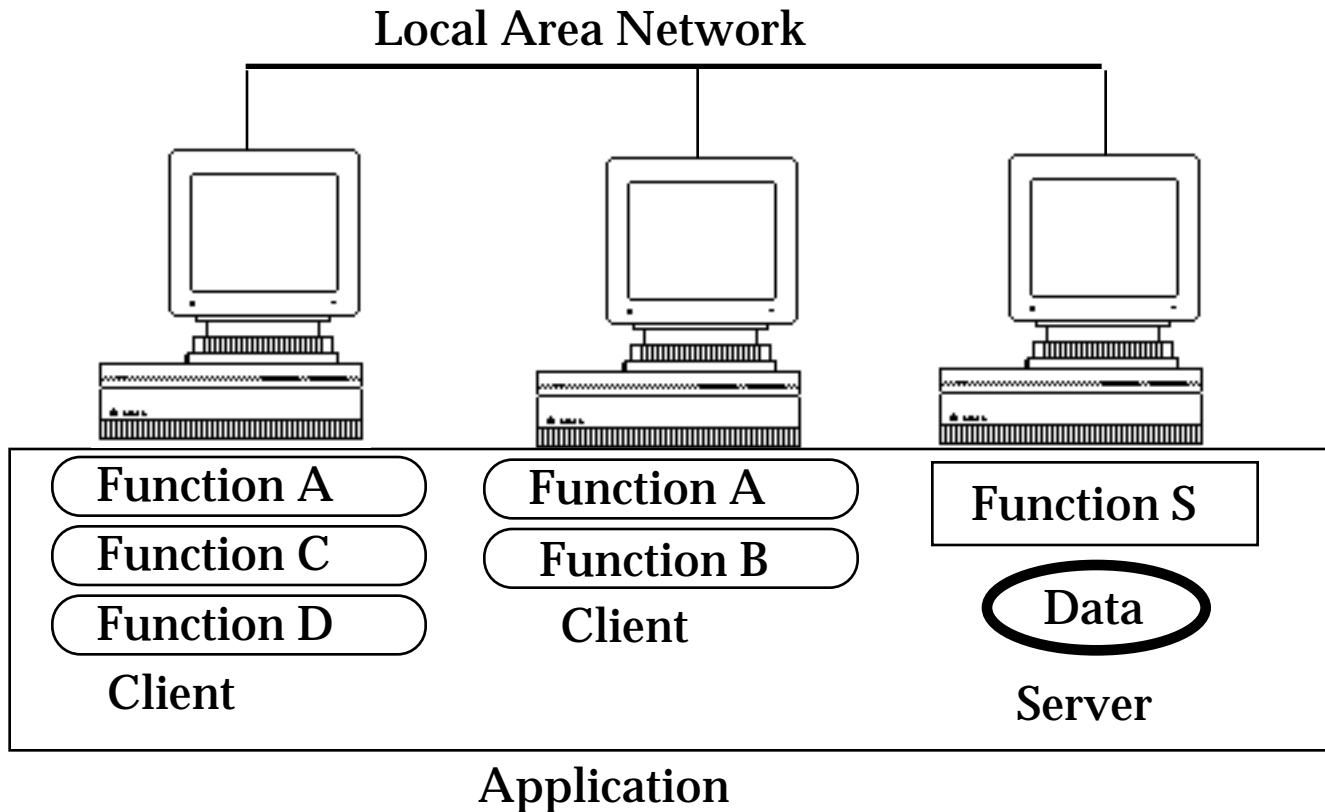 Local Area Network
Function A
Function C
Function D
Client
Function A
Function B
Client
Function S
Data
Server
Application